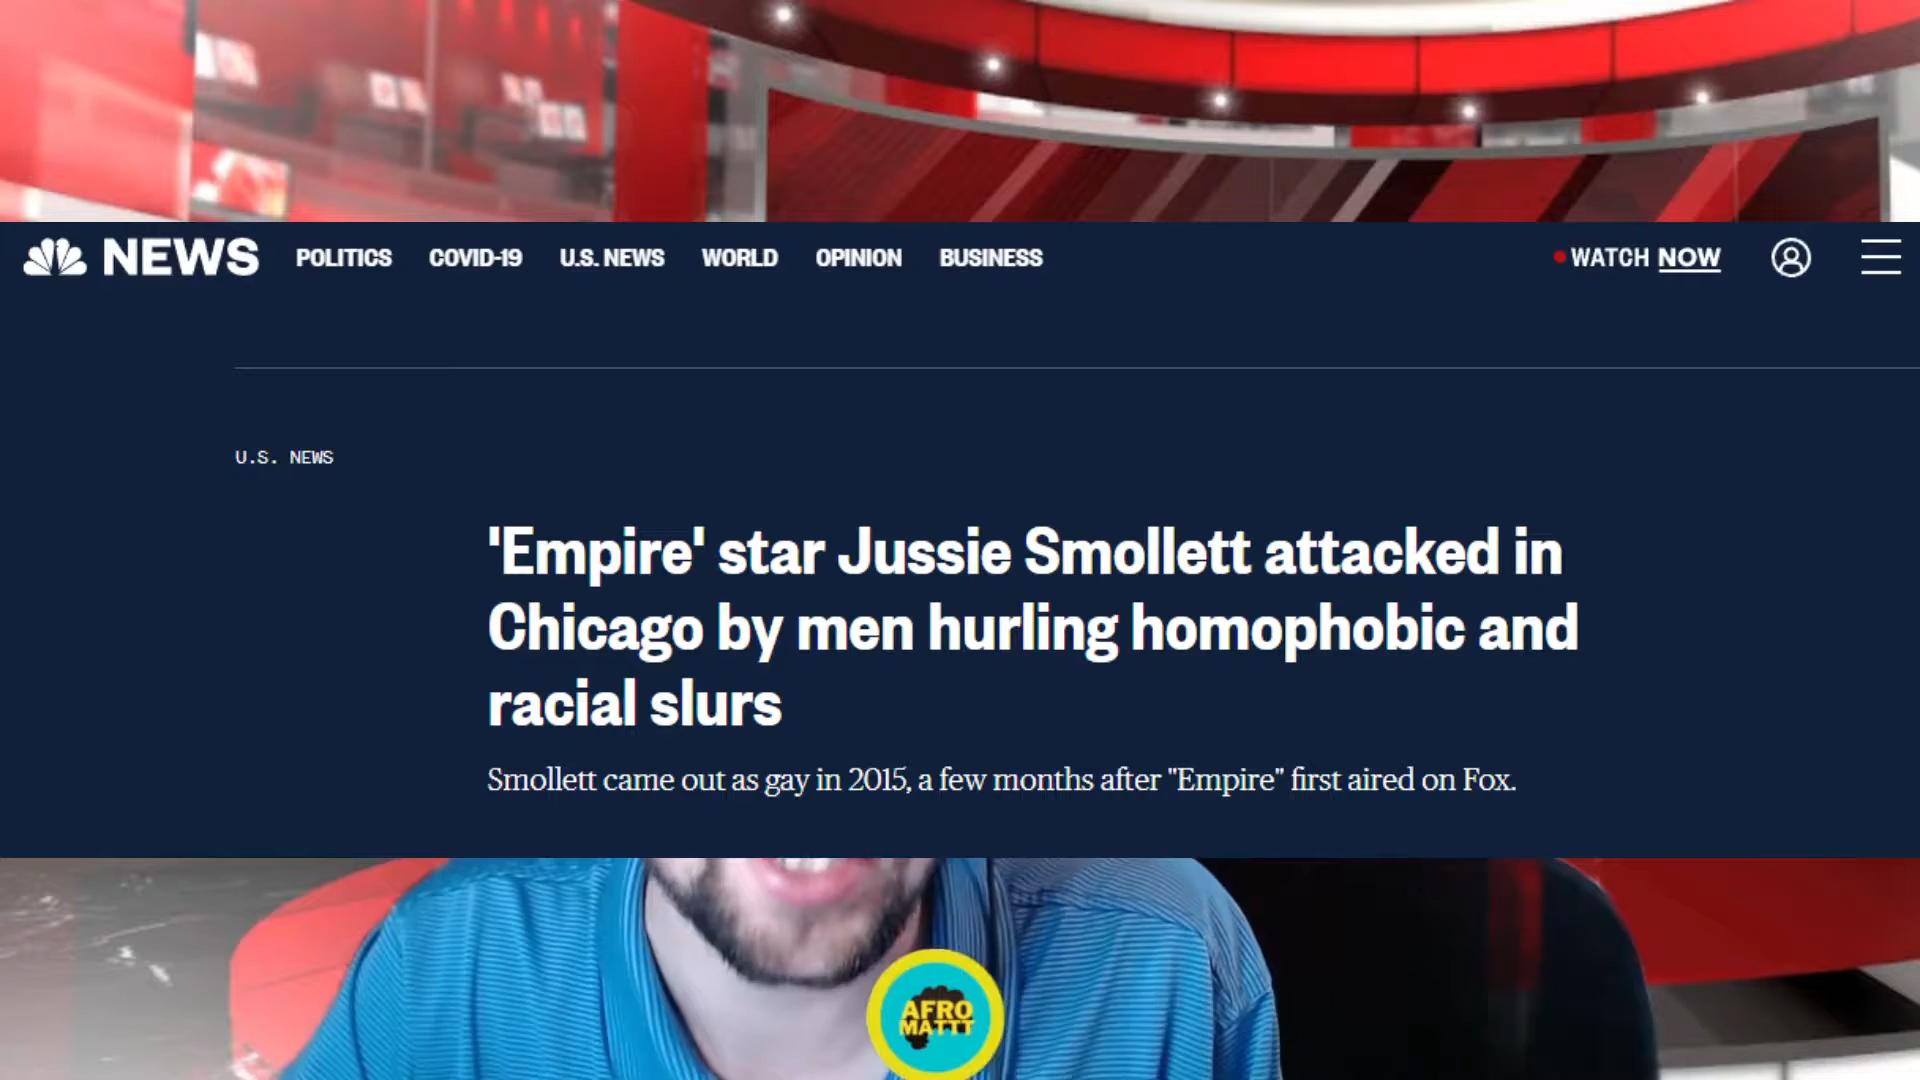 NEWS POLITICS COVID-19 U.S. NEWS WORLD OPINION BUSINESS WATCH NOW
U.S. NEWS
'Empire' star Jussie Smollett attacked in
Chicago by men hurling homophobic and
racial slurs
Smollett came out as gay in 2015, a few months after "Empire" first aired on Fox.
AFRO
MATTT